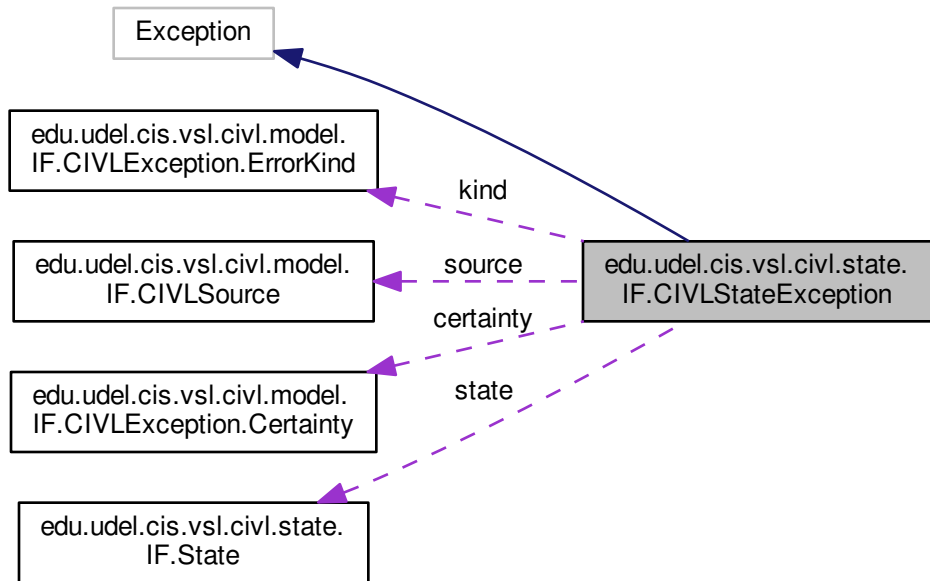 Exception
edu.udel.cis.vsl.civl.model.
IF.CIVLException.ErrorKind
kind
edu.udel.cis.vsl.civl.model.
IF.CIVLSource
source
edu.udel.cis.vsl.civl.state.
IF.CIVLStateException
certainty
edu.udel.cis.vsl.civl.model.
IF.CIVLException.Certainty
state
edu.udel.cis.vsl.civl.state.
IF.State